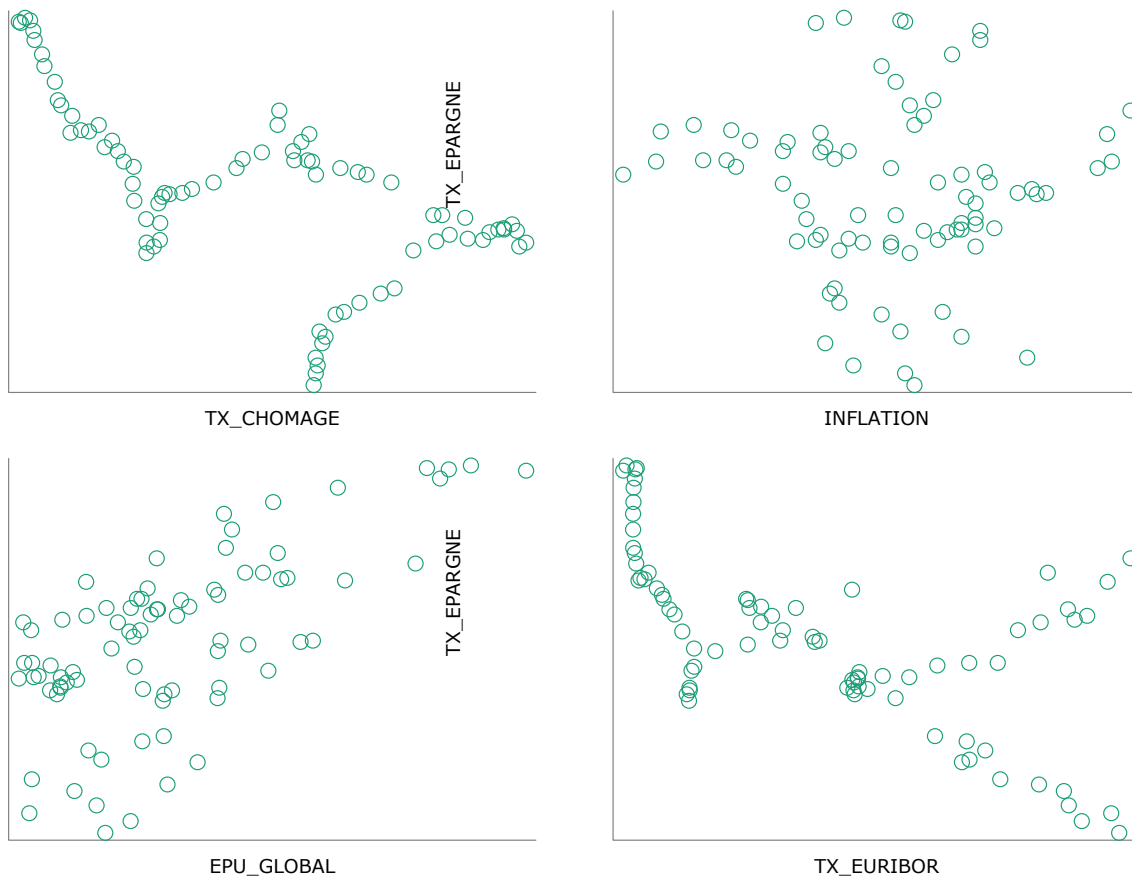 TX_EPARGNE
TX_CHOMAGE
INFLATION
TX_EPARGNE
EPU_GLOBAL
TX_EURIBOR